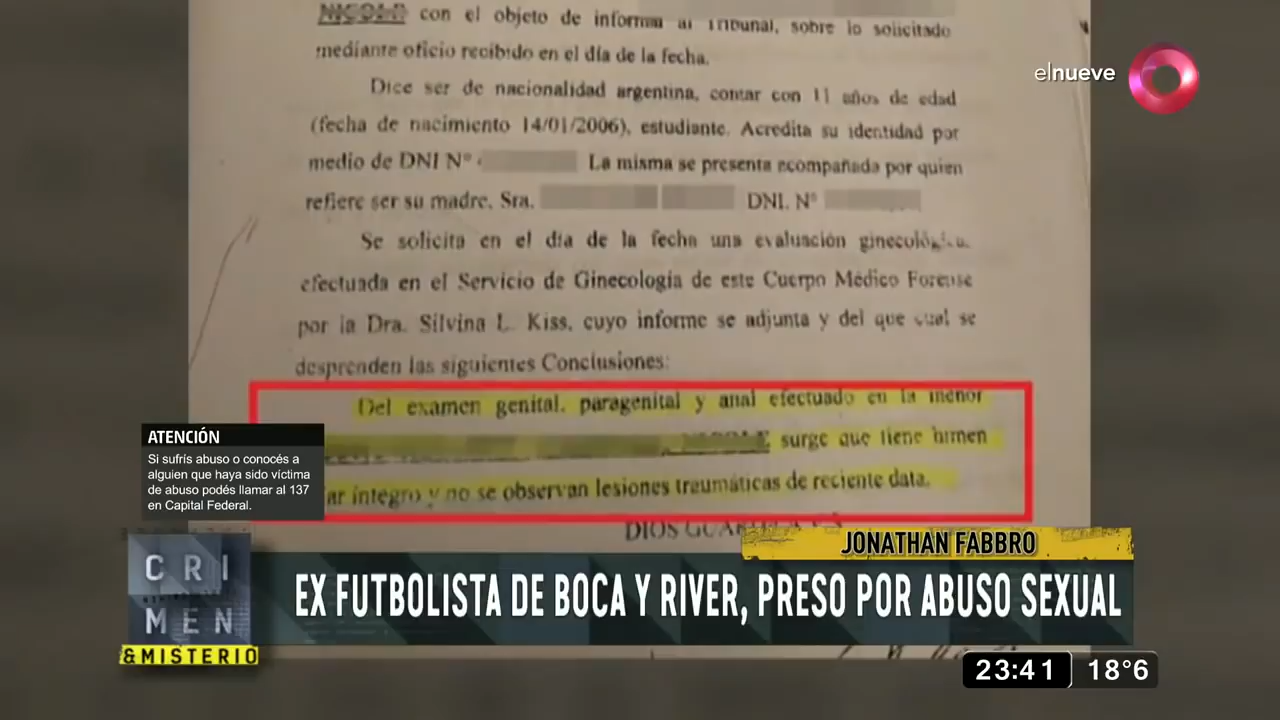 elnueve
con el objeto de informar al Tribunal, sobre lo solicitado
mediante oficio recibido en el día de la fecha.
Dice ser de nacionalidad argentina, contar con 11 años de edad
(fecha de nacimiento 14/01/2006), estudiante. Acredita su identidad por
medio de DNI Nº La misma se presenta acompañada por quien
refiere ser su madre, Sra. DNI. Nº
Se solicita en el día de la fecha una evaluación ginecológica,
efectuada en el Servicio de Ginecología de este Cuerpo Médico Forense
por la Dra. Silvina L. Kiss, cuyo informe se adjunta y del que cual se
desprenden las siguientes Conclusiones:
Del examen genital, paragenital y anal efectuado en la menor
surge que tiene himen
íntegro y no se observan lesiones traumáticas de reciente data.
DIOS
ATENCIÓN
Si sufrís abuso o conocés a
alguien que haya sido víctima
de abuso podés llamar al 137
en Capital Federal.
JONATHAN FABBRO
CRI
MEN
&MISTERIO
EX FUTBOLISTA DE BOCA Y RIVER, PRESO POR ABUSO SEXUAL
23:41
18°6